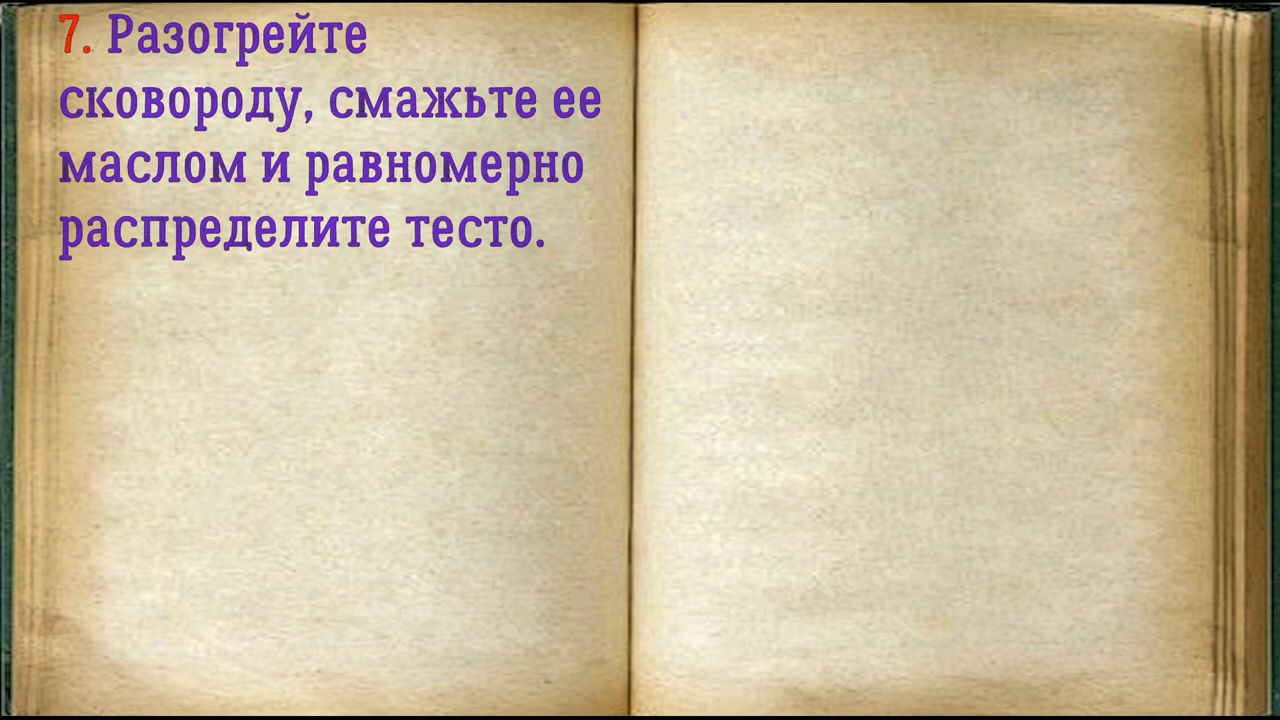 7. Разогрейте
сковороду, смажьте ее
маслом и равномерно
распределите тесто.